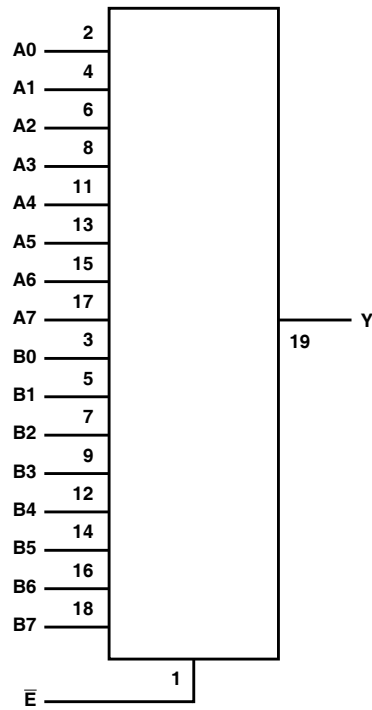 A0 2
A1 4
A2 6
A3 8
A4 11
A5 13
A6 15
A7 17
Y 19
B0 3
B1 5
B2 7
B3 9
B4 12
B5 14
B6 16
B7 18
E̅ 1